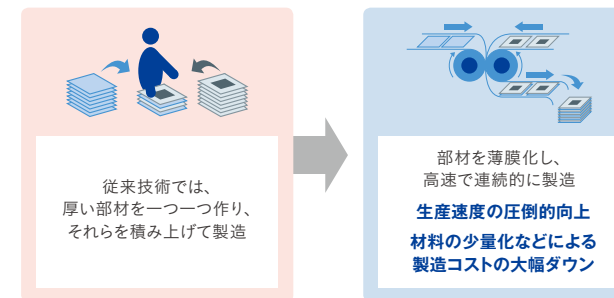 従来技術では、
厚い部材を一つ一つ作り、
それらを積み上げて製造
部材を薄膜化し、
高速で連続的に製造
生産速度の圧倒的向上
材料の少量化などによる
製造コストの大幅ダウン